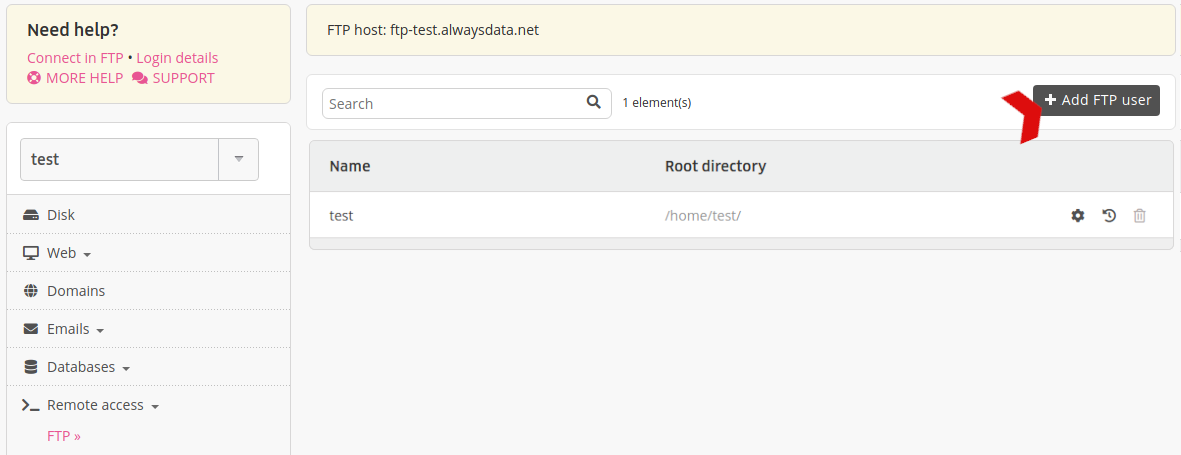 Need help?
Connect in FTP • Login details
MORE HELP SUPPORT
test
Disk
Web
Domains
Emails
Databases
Remote access
FTP »
FTP host: ftp-test.alwaysdata.net
Search
1 element(s)
+ Add FTP user
Name Root directory
test /home/test/